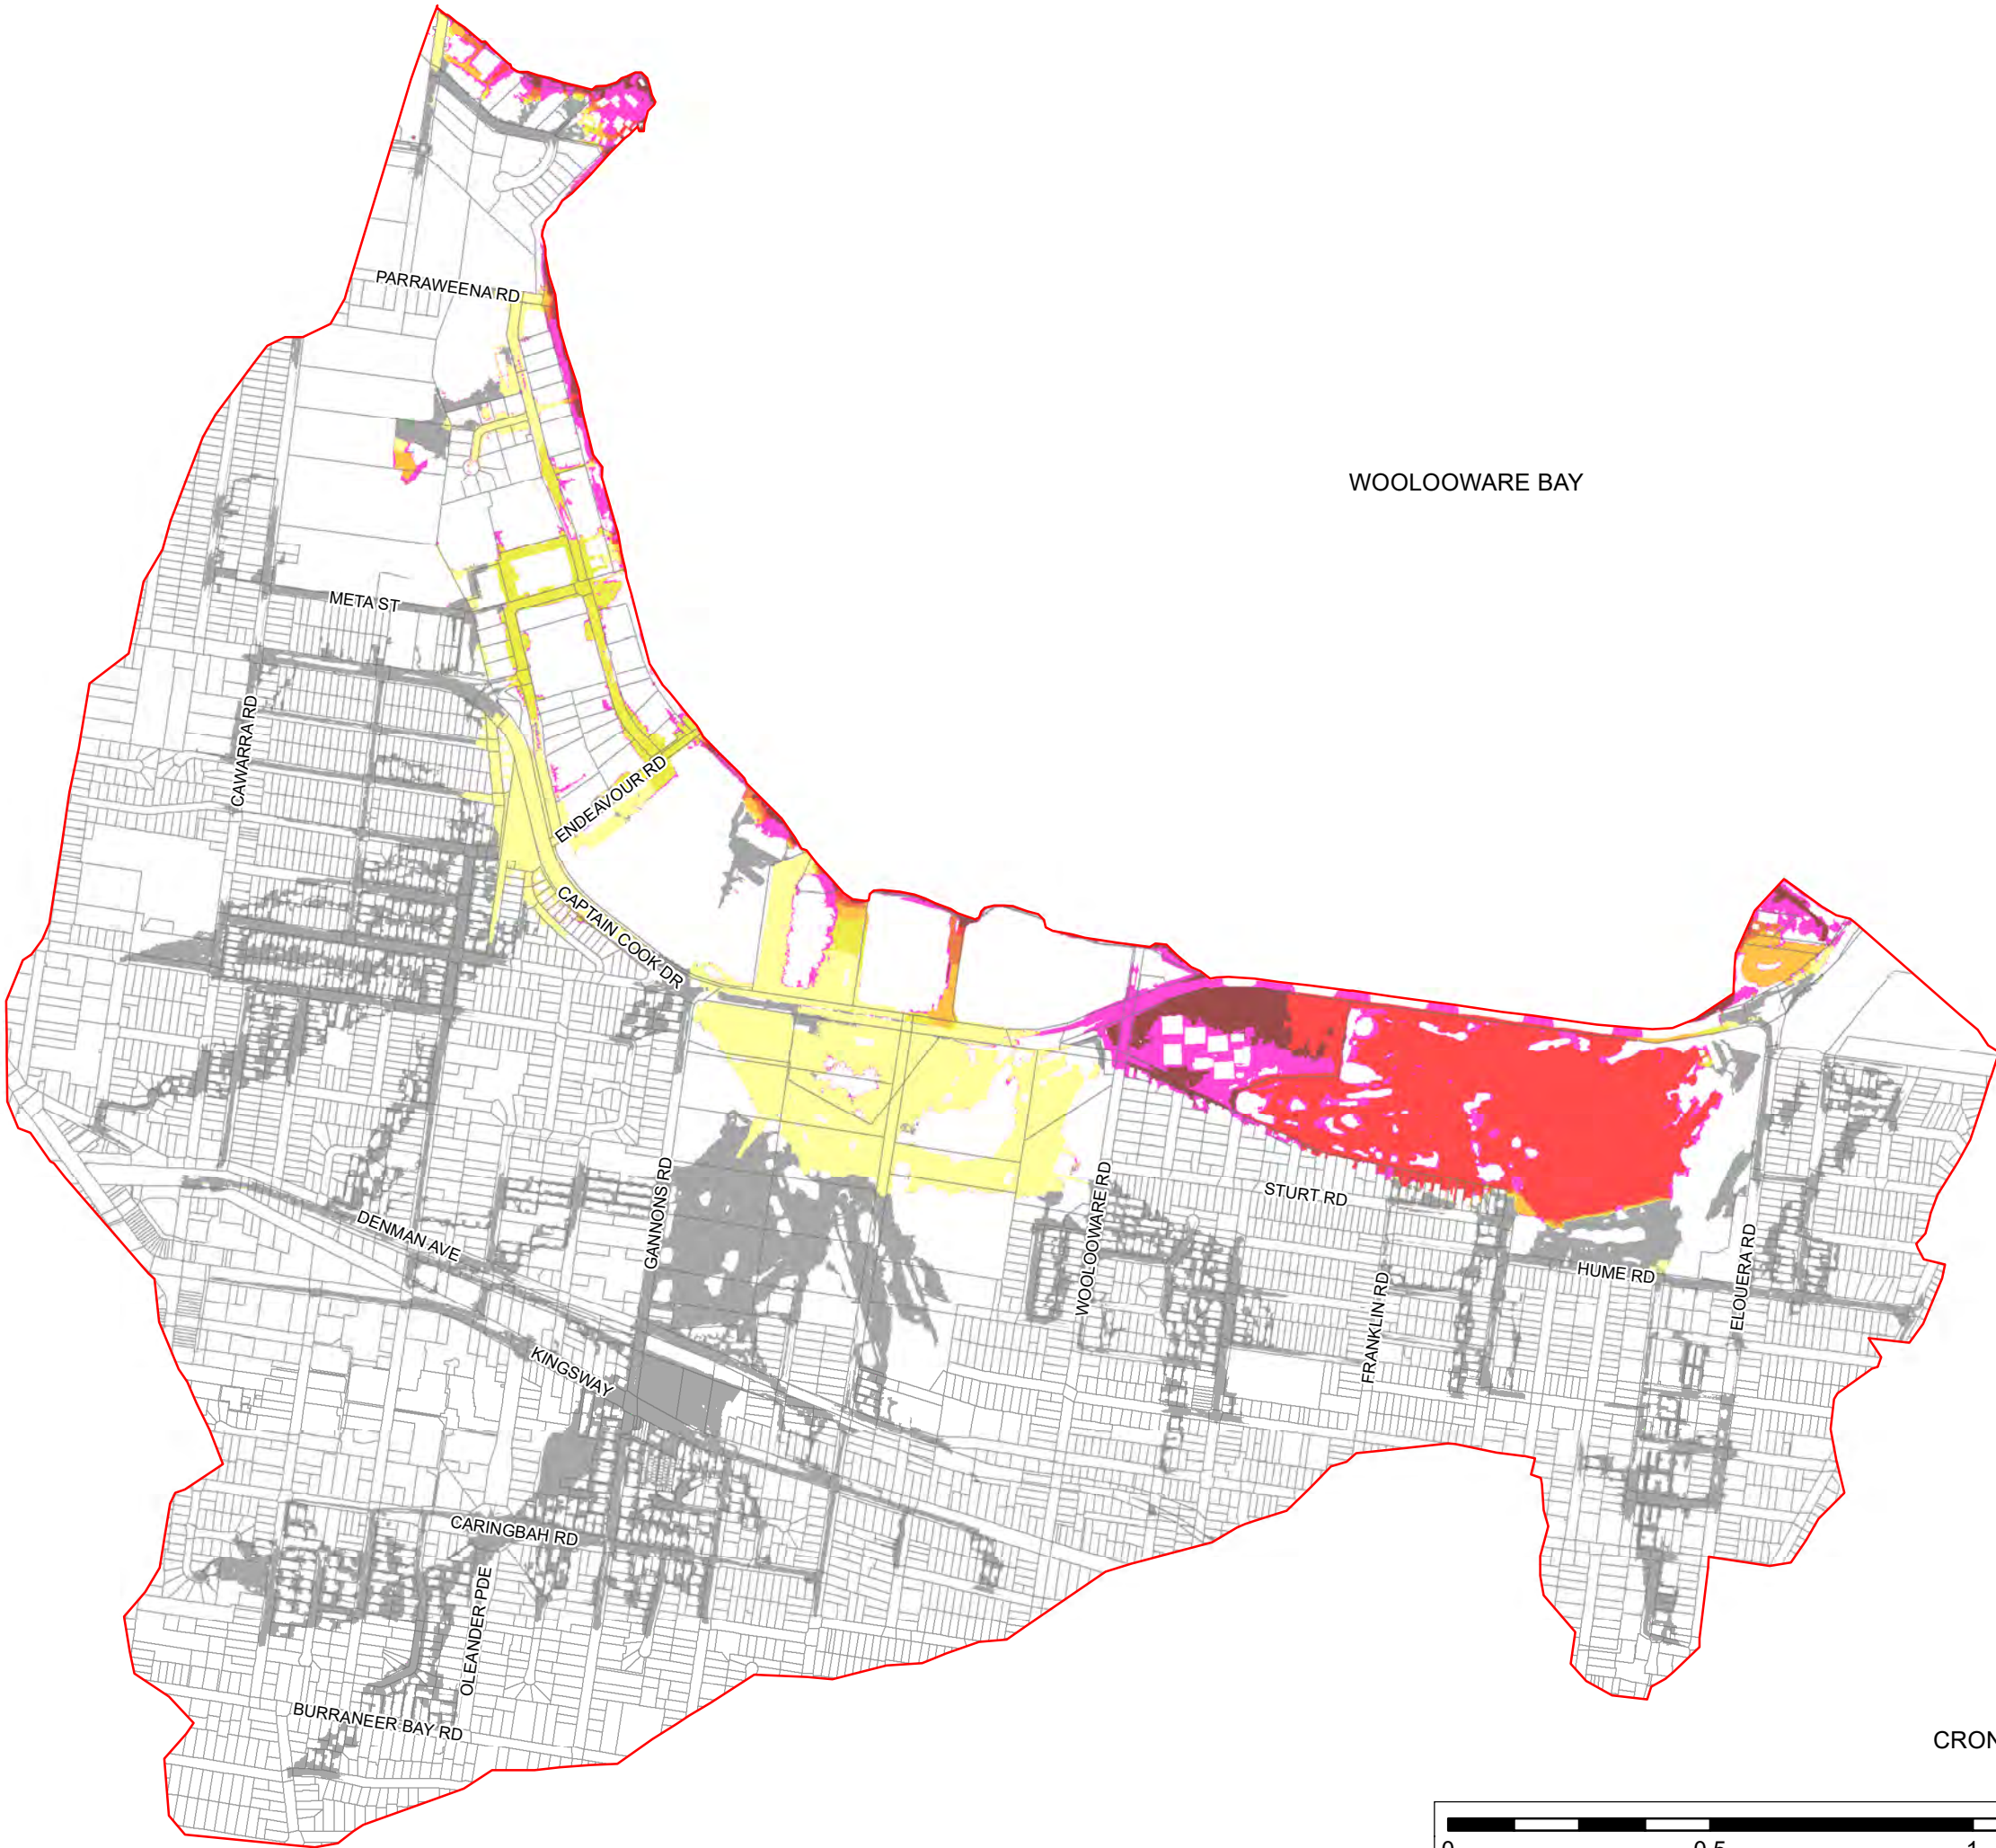 PARRAWEENA RD
WOOLOOWARE BAY
META ST
CAWARRA RD
ENDEAVOUR RD
CAPTAIN COOK DR
DENMAN AVE
GANNONS RD
WOOLOOWARE RD
STURT RD
HUME RD
ELOUERA RD
FRANKLIN RD
KINGSWAY
CARINGBAH RD
OLEANDER PDE
BURRANEER BAY RD
CRON
0 0.5 1